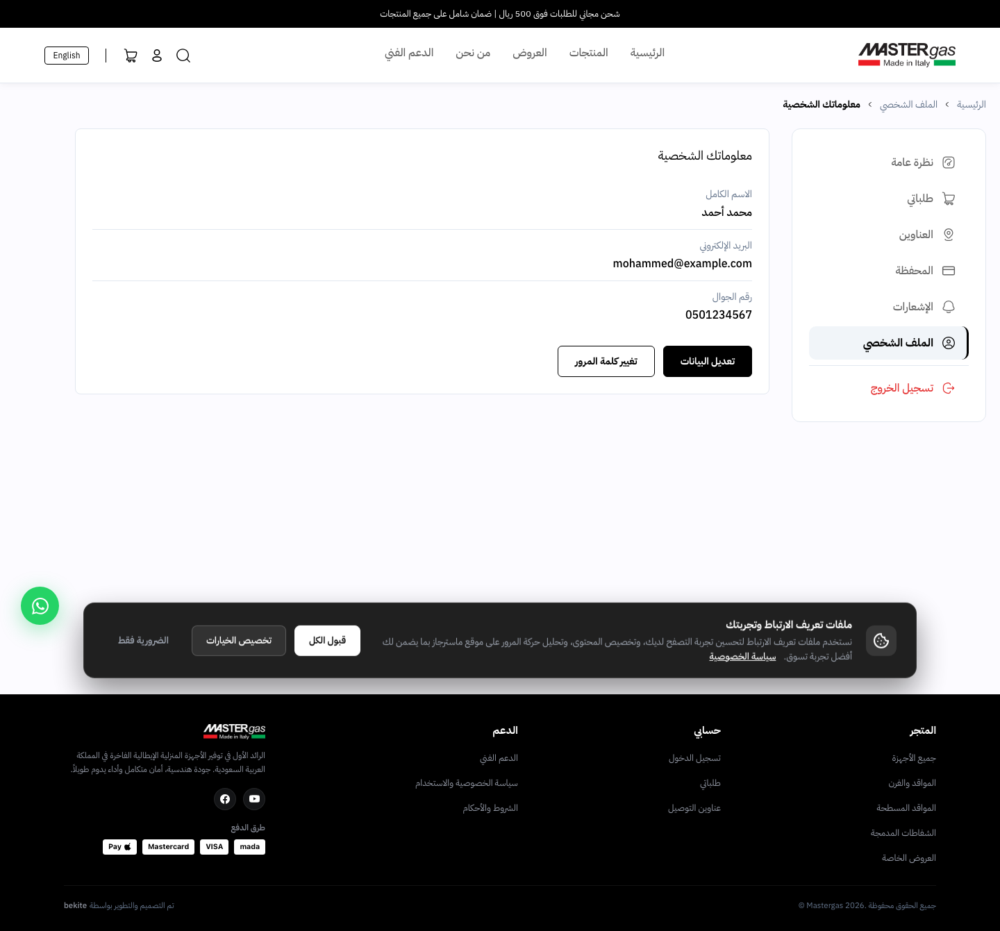 شحن مجاني للطلبات فوق 500 ريال | ضمان شامل على جميع المنتجات
MASTERgas
Made in Italy
الرئيسية
المنتجات
العروض
من نحن
الدعم الفني
English
الرئيسية
الملف الشخصي
معلوماتك الشخصية
نظرة عامة
طلباتي
العناوين
المحفظة
الإشعارات
الملف الشخصي
تسجيل الخروج
معلوماتك الشخصية
الاسم الكامل
محمد أحمد
البريد الإلكتروني
mohammed@example.com
رقم الجوال
0501234567
تعديل البيانات
تغيير كلمة المرور
ملفات تعريف الارتباط وتجربتك
نستخدم ملفات تعريف الارتباط لتحسين تجربة التصفح لديك، وتخصيص المحتوى، وتحليل حركة المرور على موقع ماسترجاز بما يضمن لك
أفضل تجربة تسوق. سياسة الخصوصية
قبول الكل
تخصيص الخيارات
الضرورية فقط
المتجر
جميع الأجهزة
المواقد والفرن
المواقد المسطحة
الشفاطات المدمجة
العروض الخاصة
حسابي
تسجيل الدخول
طلباتي
عناوين التوصيل
الدعم
الدعم الفني
سياسة الخصوصية والاستخدام
الشروط والأحكام
MASTERgas
Made in Italy
الرائد الأول في توفير الأجهزة المنزلية الإيطالية الفاخرة في المملكة
العربية السعودية. جودة هندسية، أمان متكامل وأداء يدوم طويلاً.
طرق الدفع
mada
VISA
Mastercard
Pay
جميع الحقوق محفوظة .Mastergas 2026 ©
تم التصميم والتطوير بواسطة bekite